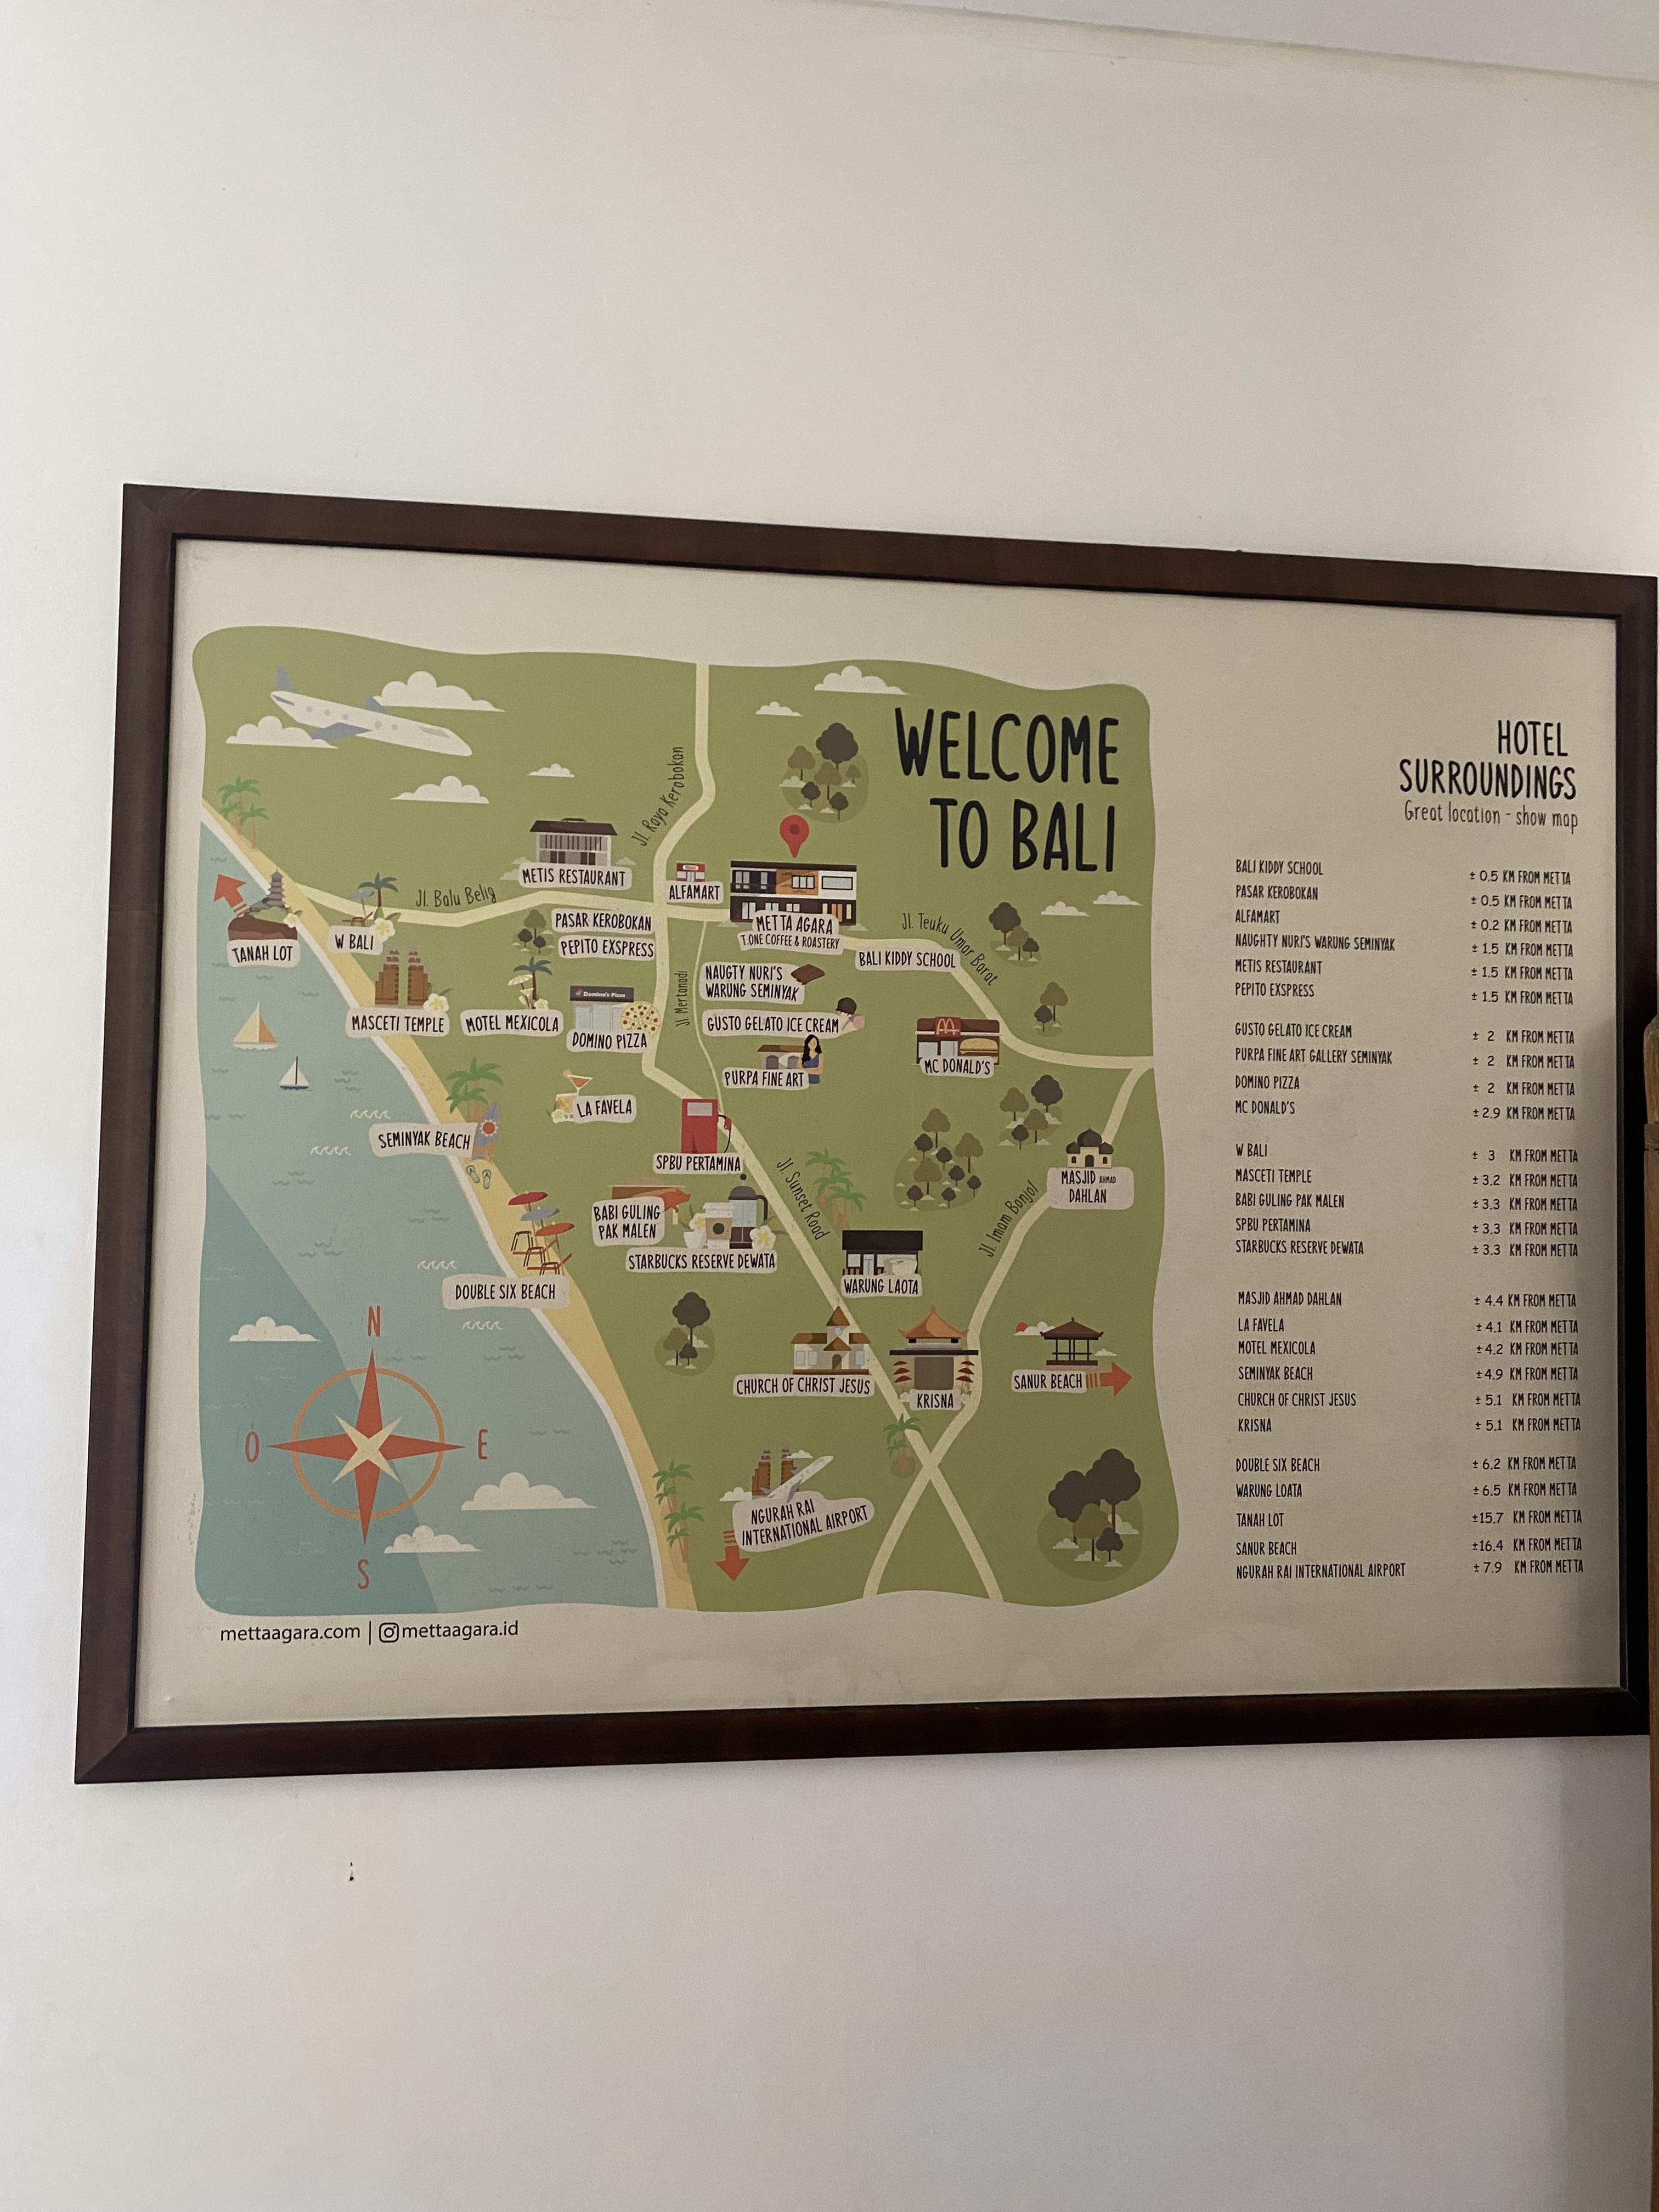 WELCOME
TO BALI
Jl. Raya Kerobokan
METIS RESTAURANT
ALFAMART
Jl. Balu Belig
PASAR KEROBOKAN
PEPITO EXSPRESS
METTA AGARA
T.ONE COFFEE & ROASTERY
Jl. Teuku Umar Barat
BALI KIDDY SCHOOL
TANAH LOT
W BALI
MASCETI TEMPLE
MOTEL MEXICOLA
Domino's Pizza
DOMINO PIZZA
Jl. Mertanadi
NAUGTY NURI'S
WARUNG SEMINYAK
GUSTO GELATO ICE CREAM
PURPA FINE ART
MC DONALD'S
LA FAVELA
SEMINYAK BEACH
SPBU PERTAMINA
Jl. Sunset Road
MASJID AHMAD
DAHLAN
BABI GULING
PAK MALEN
STARBUCKS RESERVE DEWATA
Jl. Imam Bonjol
WARUNG LAOTA
DOUBLE SIX BEACH
CHURCH OF CHRIST JESUS
KRISNA
SANUR BEACH
NGURAH RAI
INTERNATIONAL AIRPORT
N
O
E
S
mettaagara.com | mettaagara.id
HOTEL
SURROUNDINGS
Great location - show map
BALI KIDDY SCHOOL ± 0.5 KM FROM METTA
PASAR KEROBOKAN ± 0.5 KM FROM METTA
ALFAMART ± 0.2 KM FROM METTA
NAUGHTY NURI'S WARUNG SEMINYAK ± 1.5 KM FROM METTA
METIS RESTAURANT ± 1.5 KM FROM METTA
PEPITO EXSPRESS ± 1.5 KM FROM METTA
GUSTO GELATO ICE CREAM ± 2 KM FROM METTA
PURPA FINE ART GALLERY SEMINYAK ± 2 KM FROM METTA
DOMINO PIZZA ± 2 KM FROM METTA
MC DONALD'S ± 2.9 KM FROM METTA
W BALI ± 3 KM FROM METTA
MASCETI TEMPLE ± 3.2 KM FROM METTA
BABI GULING PAK MALEN ± 3.3 KM FROM METTA
SPBU PERTAMINA ± 3.3 KM FROM METTA
STARBUCKS RESERVE DEWATA ± 3.3 KM FROM METTA
MASJID AHMAD DAHLAN ± 4.4 KM FROM METTA
LA FAVELA ± 4.1 KM FROM METTA
MOTEL MEXICOLA ± 4.2 KM FROM METTA
SEMINYAK BEACH ± 4.9 KM FROM METTA
CHURCH OF CHRIST JESUS ± 5.1 KM FROM METTA
KRISNA ± 5.1 KM FROM METTA
DOUBLE SIX BEACH ± 6.2 KM FROM METTA
WARUNG LOATA ± 6.5 KM FROM METTA
TANAH LOT ±15.7 KM FROM METTA
SANUR BEACH ±16.4 KM FROM METTA
NGURAH RAI INTERNATIONAL AIRPORT ± 7.9 KM FROM METTA